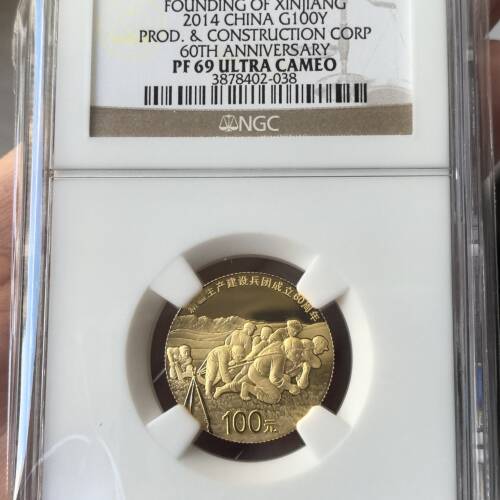 FOUNDING OF XINJIANG
2014 CHINA G100Y
PROD. & CONSTRUCTION CORP
60TH ANNIVERSARY
PF 69 ULTRA CAMEO
3878402-038
NGC
新疆生产建设兵团成立60周年
100元